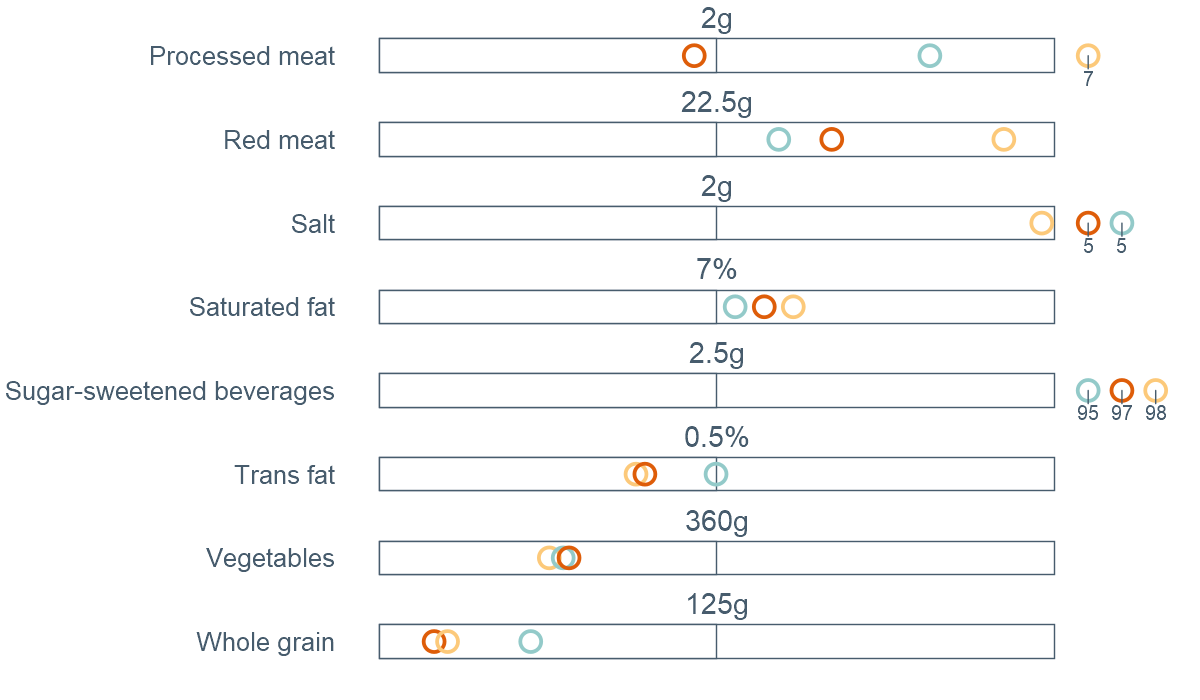 2g
Processed meat
7
22.5g
Red meat
2g
Salt
5 5
7%
Saturated fat
2.5g
Sugar-sweetened beverages
95 97 98
0.5%
Trans fat
360g
Vegetables
125g
Whole grain